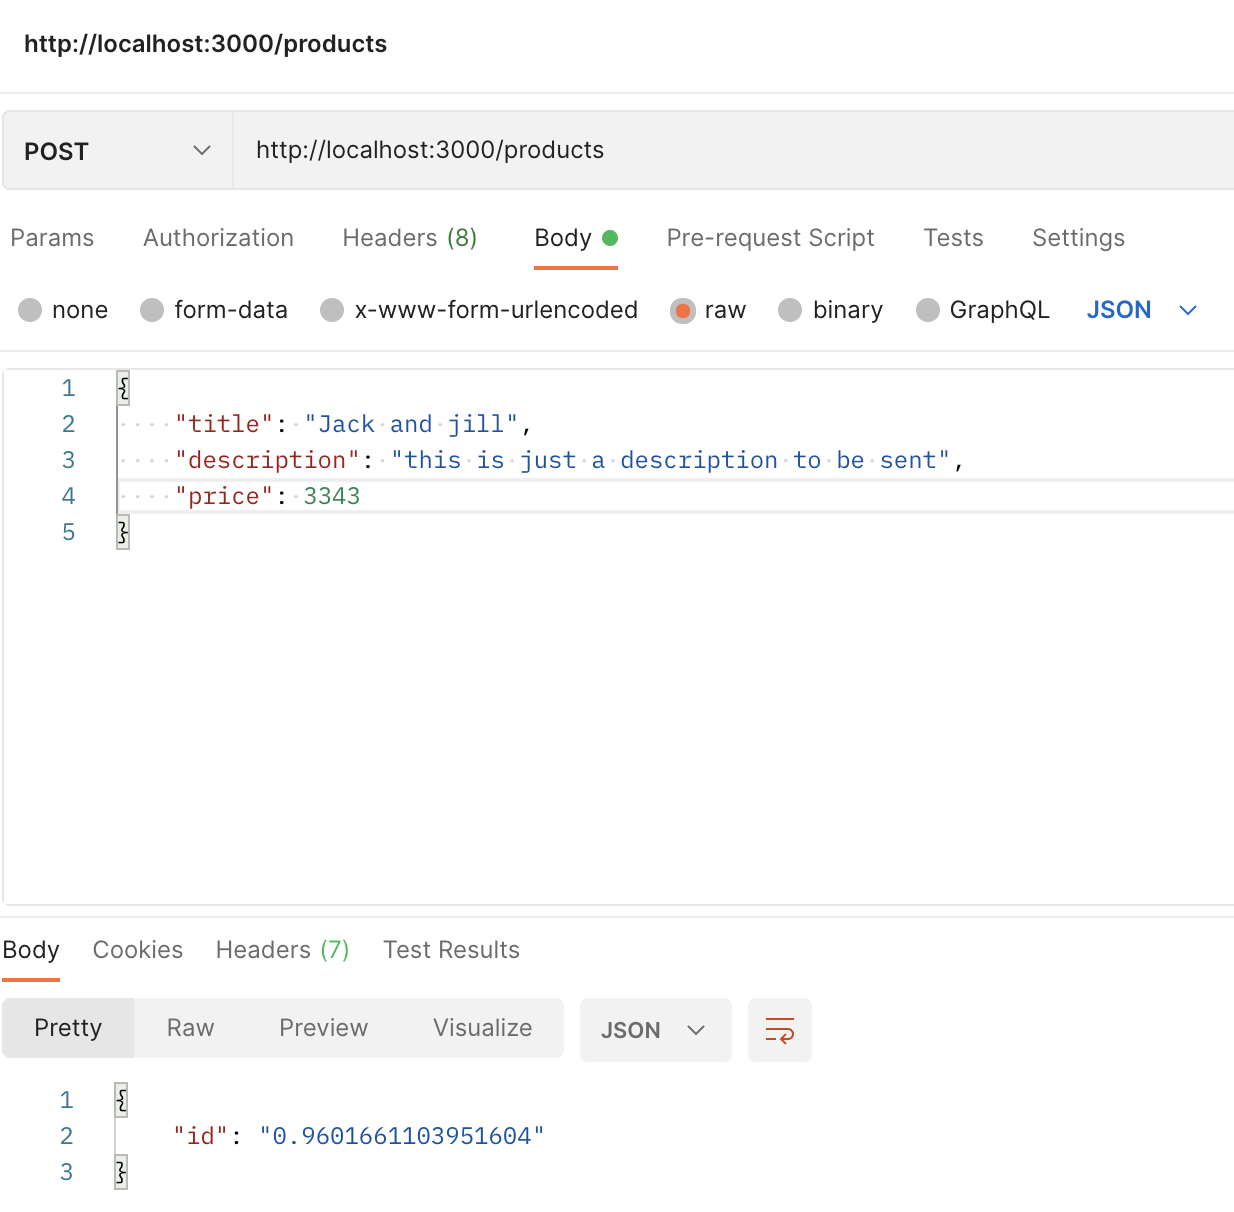 http://localhost:3000/products
POST http://localhost:3000/products
Params Authorization Headers (8) Body Pre-request Script Tests Settings
none form-data x-www-form-urlencoded raw binary GraphQL JSON
1 {
2 "title": "Jack and jill",
3 "description": "this is just a description to be sent",
4 "price": 3343
5 }
Body Cookies Headers (7) Test Results
Pretty Raw Preview Visualize JSON
1 {
2 "id": "0.9601661103951604"
3 }